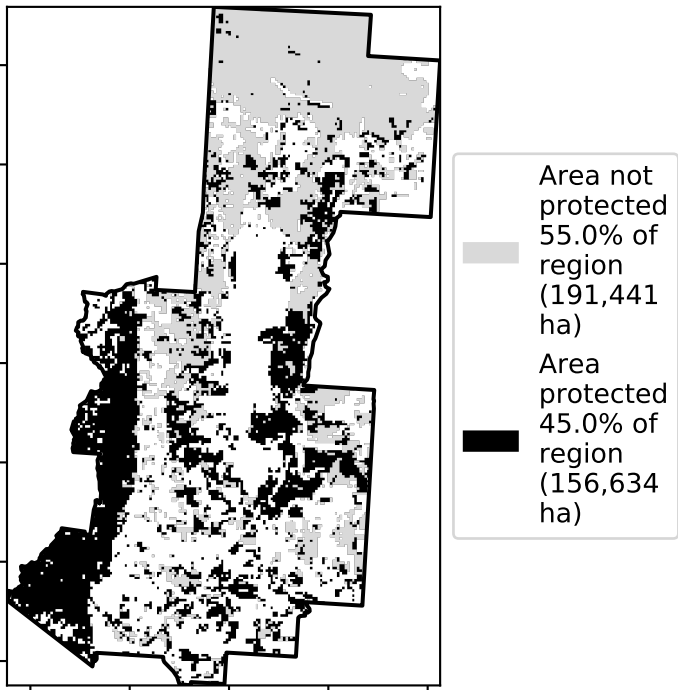 Area not
protected
55.0% of
region
(191,441
ha)
Area
protected
45.0% of
region
(156,634
ha)